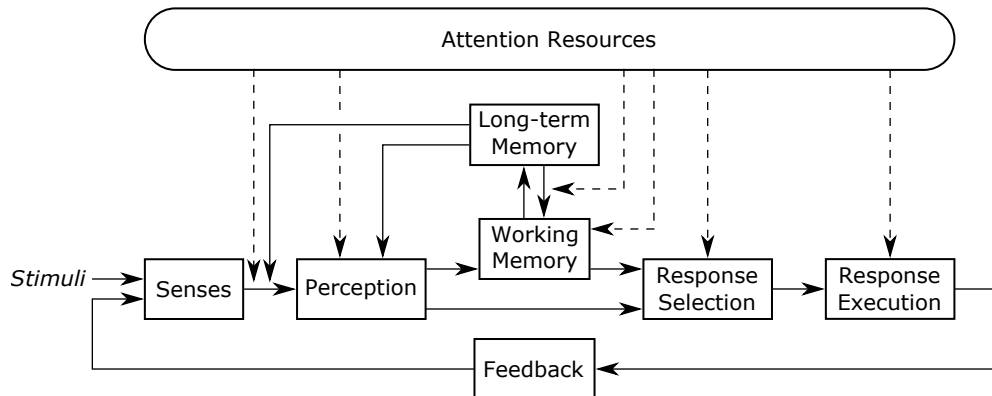 Attention Resources
Long-term
Memory
Working
Memory
Stimuli
Senses
Perception
Response
Selection
Response
Execution
Feedback